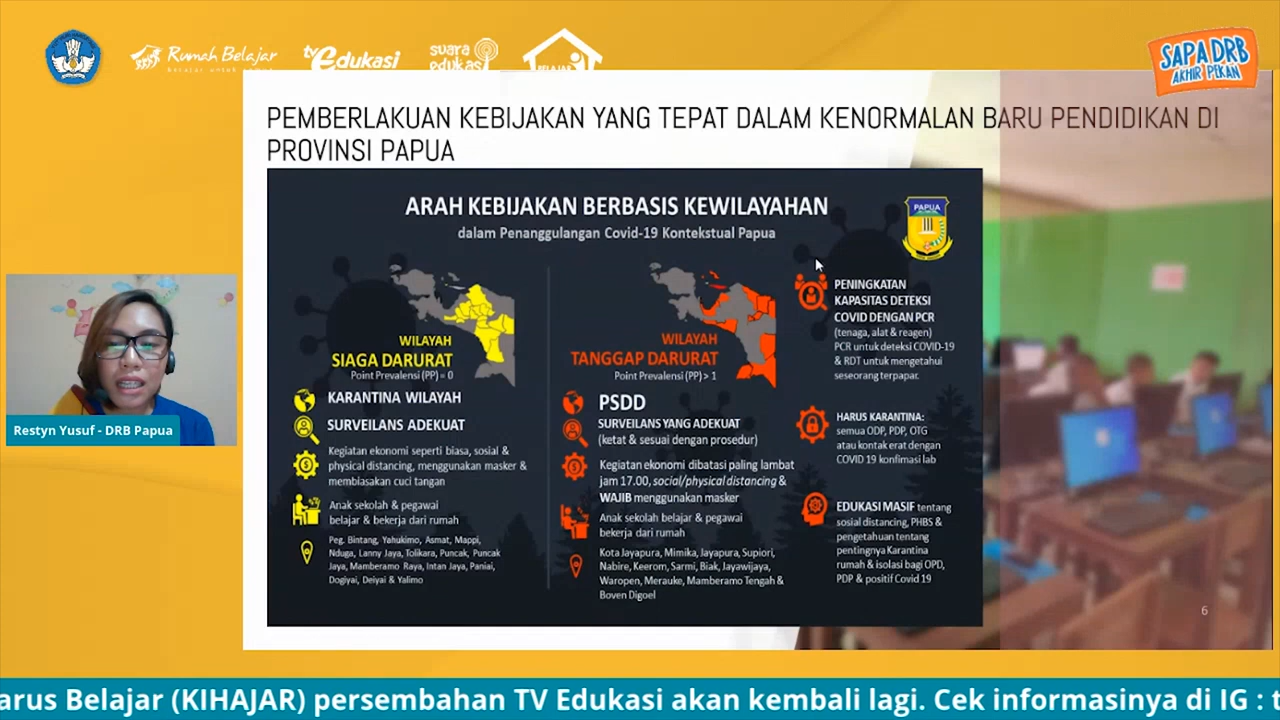 Rumah Belajar
tv edukasi
suara
edukasi
BELAJAR
SAPA DRB
AKHIR PEKAN
PEMBERLAKUAN KEBIJAKAN YANG TEPAT DALAM KENORMALAN BARU PENDIDIKAN DI
PROVINSI PAPUA
ARAH KEBIJAKAN BERBASIS KEWILAYAHAN
dalam Penanggulangan Covid-19 Kontekstual Papua
PAPUA
WILAYAH
SIAGA DARURAT
Point Prevalensi (PP) = 0
KARANTINA WILAYAH
SURVEILANS ADEKUAT
Kegiatan ekonomi seperti biasa, sosial &
physical distancing, menggunakan masker &
membiasakan cuci tangan
Anak sekolah & pegawai
belajar & bekerja dari rumah
Peg. Bintang, Yahukimo, Asmat, Mappi,
Nduga, Lanny Jaya, Tolikara, Puncak, Puncak
Jaya, Mamberamo Raya, Intan Jaya, Paniai,
Dogiyai, Deiyai & Yalimo
WILAYAH
TANGGAP DARURAT
Point Prevalensi (PP) > 1
PSDD
SURVEILANS YANG ADEKUAT
(ketat & sesuai dengan prosedur)
Kegiatan ekonomi dibatasi paling lambat
jam 17.00, social/physical distancing &
WAJIB menggunakan masker
Anak sekolah belajar & pegawai
bekerja dari rumah
Kota Jayapura, Mimika, Jayapura, Supiori,
Nabire, Keerom, Sarmi, Biak, Jayawijaya,
Waropen, Merauke, Mamberamo Tengah &
Boven Digoel
PENINGKATAN
KAPASITAS DETEKSI
COVID DENGAN PCR
(tenaga, alat & reagen)
PCR untuk deteksi COVID-19
& RDT untuk mengetahui
seseorang terpapar.
HARUS KARANTINA:
semua ODP, PDP, OTG
atau kontak erat dengan
COVID 19 konfimasi lab
EDUKASI MASIF tentang
sosial distancing, PHBS &
pengetahuan tentang
pentingnya Karantina
rumah & isolasi bagi OPD,
PDP & positif Covid 19
6
Restyn Yusuf - DRB Papua
arus Belajar (KIHAJAR) persembahan TV Edukasi akan kembali lagi. Cek informasinya di IG : t